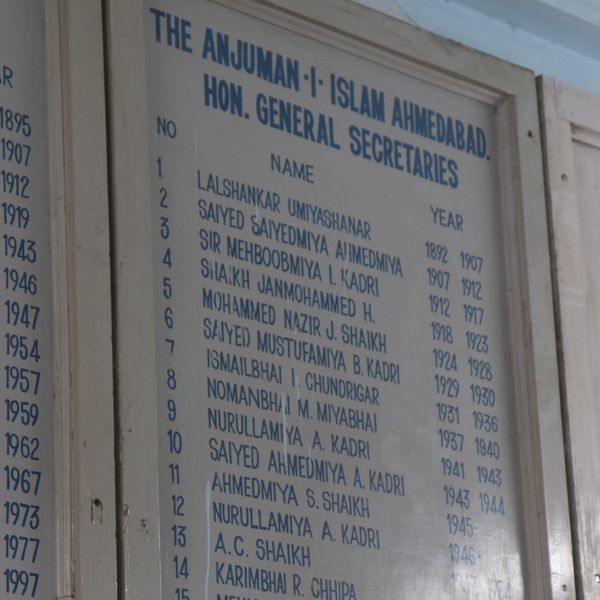 1895
1907
1912
1919
1943
1946
1947
1954
1957
1959
1962
1967
1973
1977
1997
THE ANJUMAN·I· ISLAM AHMEDABAD.
HON. GENERAL SECRETARIES
NO NAME YEAR
1 LALSHANKAR UMIYASHANAR 1892 1907
2 SAIYED SAIYEDMIYA AHMEDMIYA 1907 1912
3 SIR MEHBOOBMIYA I. KADRI 1912 1917
4 SHAIKH JANMOHAMMED H. 1918 1923
5 MOHAMMED NAZIR J. SHAIKH 1924 1928
6 SAIYED MUSTUFAMIYA B. KADRI 1929 1930
7 ISMAILBHAI I. CHUNDRIGAR 1931 1936
8 NOMANBHAI M. MIYABHAI 1937 1940
9 NURULLAMIYA A. KADRI 1941 1943
10 SAIYED AHMEDMIYA A. KADRI 1943 1944
11 AHMEDMIYA S. SHAIKH 1945
12 NURULLAMIYA A. KADRI 1946
13 A.C. SHAIKH
14 KARIMBHAI R. CHHIPA
15